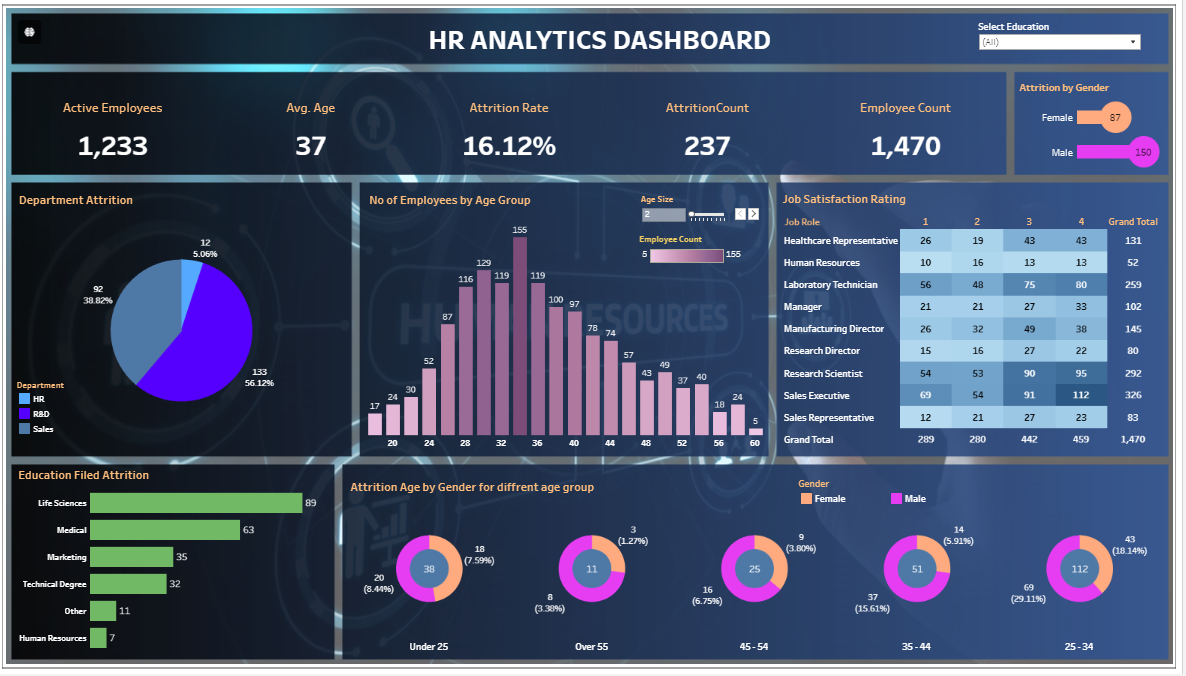 HR ANALYTICS DASHBOARD
Select Education
(All)
Active Employees
1,233
Avg. Age
37
Attrition Rate
16.12%
AttritionCount
237
Employee Count
1,470
Attrition by Gender
Female 87
Male 150
Department Attrition
12
5.06%
92
38.82%
133
56.12%
Department
HR
R&D
Sales
No of Employees by Age Group
Age Size
2
Employee Count
5 155
17 24 30 52 87 116 129 119 155 119 100 97 78 74 57 43 49 37 40 18 24 5
20 24 28 32 36 40 44 48 52 56 60
HUMAN RESOURCES
Job Satisfaction Rating
Job Role 1 2 3 4 Grand Total
Healthcare Representative 26 19 43 43 131
Human Resources 10 16 13 13 52
Laboratory Technician 56 48 75 80 259
Manager 21 21 27 33 102
Manufacturing Director 26 32 49 38 145
Research Director 15 16 27 22 80
Research Scientist 54 53 90 95 292
Sales Executive 69 54 91 112 326
Sales Representative 12 21 27 23 83
Grand Total 289 280 442 459 1,470
Education Filed Attrition
Life Sciences 89
Medical 63
Marketing 35
Technical Degree 32
Other 11
Human Resources 7
Attrition Age by Gender for diffrent age group
Gender
Female Male
38
18
(7.59%)
20
(8.44%)
Under 25
11
3
(1.27%)
8
(3.38%)
Over 55
25
9
(3.80%)
16
(6.75%)
45 - 54
51
14
(5.91%)
37
(15.61%)
35 - 44
112
43
(18.14%)
69
(29.11%)
25 - 34